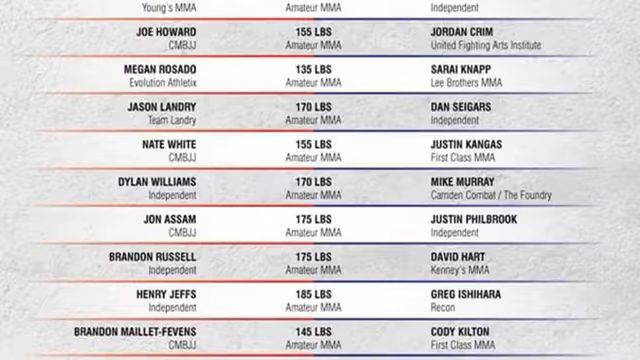 Young's MMA Amateur MMA Independent
JOE HOWARD 155 LBS JORDAN CRIM
CMBJJ Amateur MMA United Fighting Arts Institute
MEGAN ROSADO 135 LBS SARAI KNAPP
Evolution Athletix Amateur MMA Lee Brothers MMA
JASON LANDRY 170 LBS DAN SEIGARS
Team Landry Amateur MMA Independent
NATE WHITE 155 LBS JUSTIN KANGAS
CMBJJ Amateur MMA First Class MMA
DYLAN WILLIAMS 170 LBS MIKE MURRAY
Independent Amateur MMA Camden Combat / The Foundry
JON ASSAM 175 LBS JUSTIN PHILBROOK
CMBJJ Amateur MMA Independent
BRANDON RUSSELL 175 LBS DAVID HART
Independent Amateur MMA Kenney's MMA
HENRY JEFFS 185 LBS GREG ISHIHARA
Independent Amateur MMA Recon
BRANDON MAILLET-FEVENS 145 LBS CODY KILTON
CMBJJ Amateur MMA First Class MMA